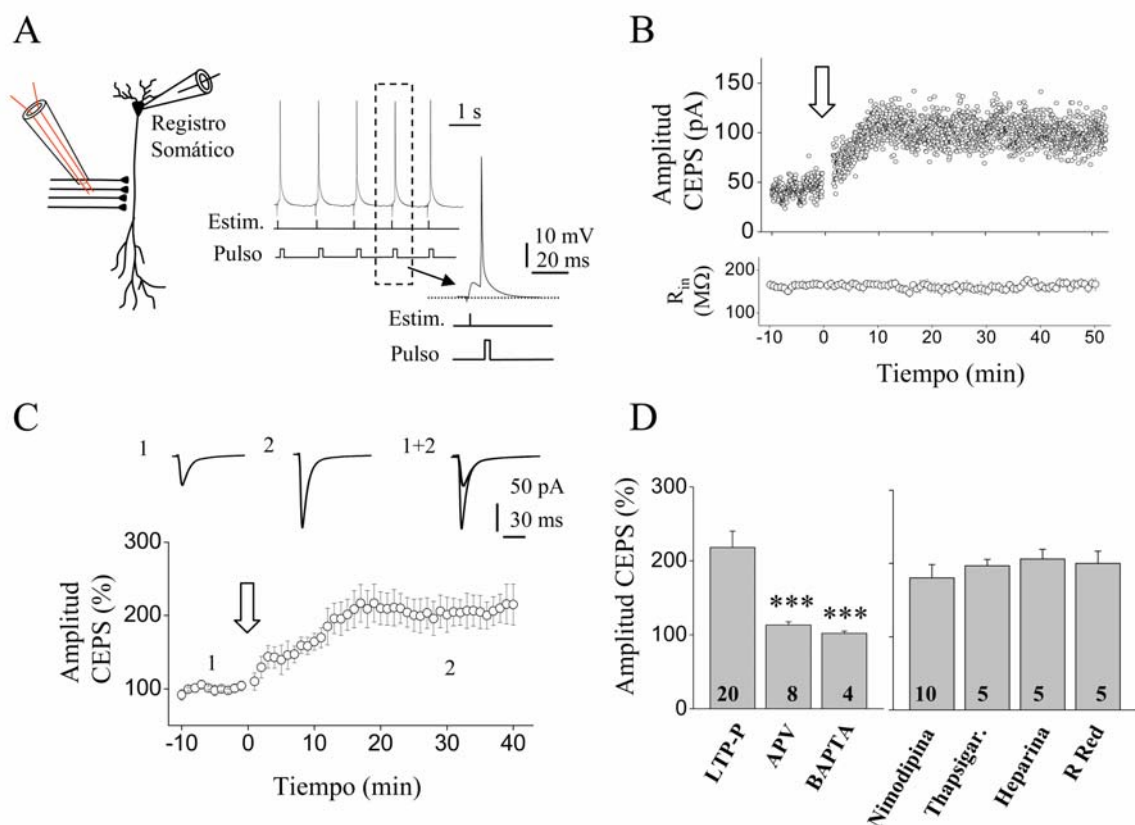 A
Registro
Somático
1 s
Estim.
Pulso
10 mV
20 ms
Estim.
Pulso
B
Amplitud
CEPS (pA)
150
100
50
0
R_in
(MΩ)
200
100
-10 0 10 20 30 40 50
Tiempo (min)
C
1 2 1+2
50 pA
30 ms
Amplitud
CEPS (%)
300
200
100
1
2
-10 0 10 20 30 40
Tiempo (min)
D
Amplitud CEPS (%)
300
200
100
0
*** ***
20 8 4 10 5 5 5
LTP-P
APV
BAPTA
Nimodipina
Thapsigar.
Heparina
R Red